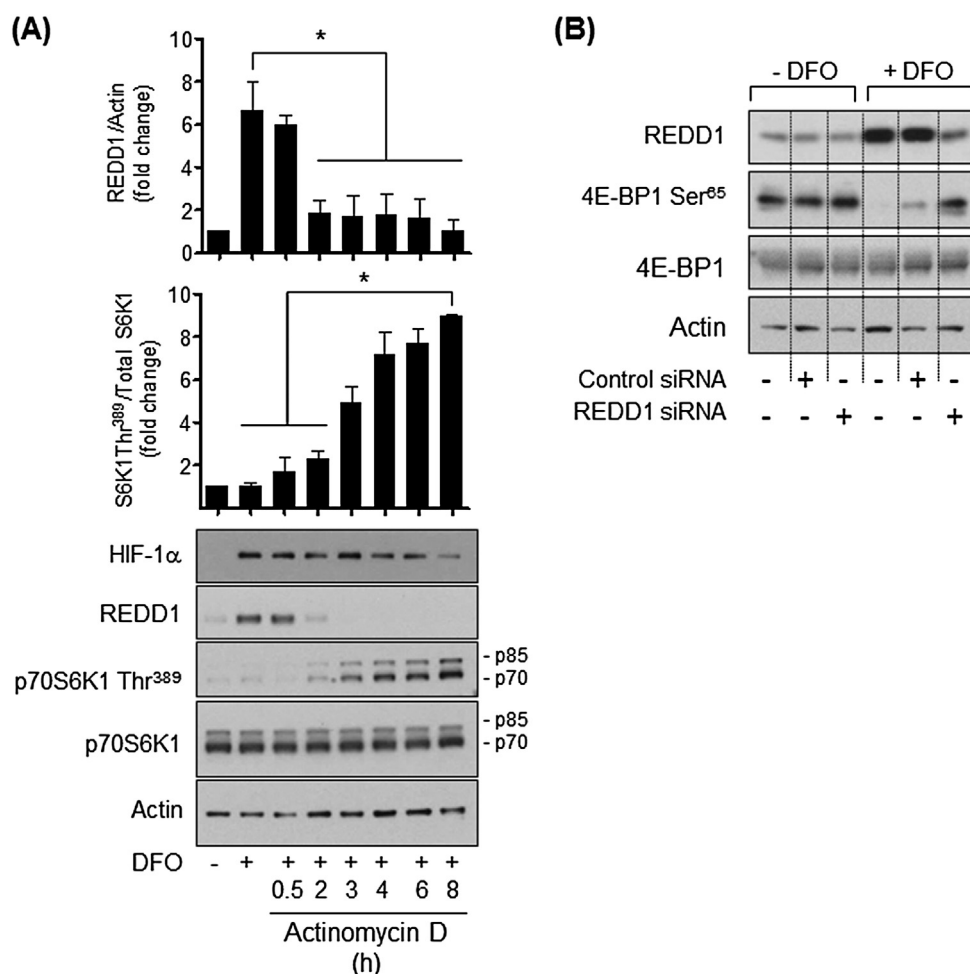 (A)
REDD1/Actin
(fold change)
10
8
6
4
2
0
*
S6K1Thr389/Total S6K1
(fold change)
10
8
6
4
2
*
HIF-1α
REDD1
p70S6K1 Thr389
- p85
- p70
p70S6K1
- p85
- p70
Actin
DFO - + + + + + + +
0.5 2 3 4 6 8
Actinomycin D
(h)
(B)
- DFO + DFO
REDD1
4E-BP1 Ser65
4E-BP1
Actin
Control siRNA - + - - + -
REDD1 siRNA - - + - - +